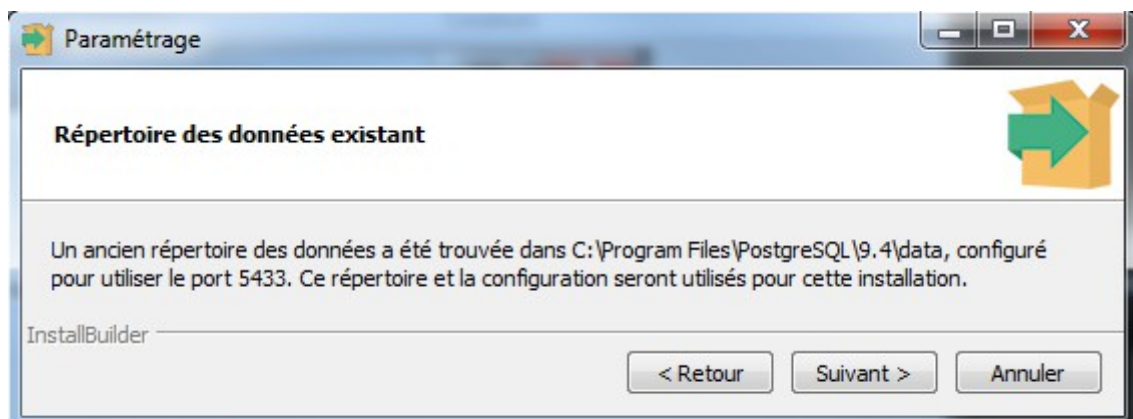 Paramétrage
Répertoire des données existant
Un ancien répertoire des données a été trouvée dans C:\Program Files\PostgreSQL\9.4\data, configuré
pour utiliser le port 5433. Ce répertoire et la configuration seront utilisés pour cette installation.
InstallBuilder
< Retour
Suivant >
Annuler